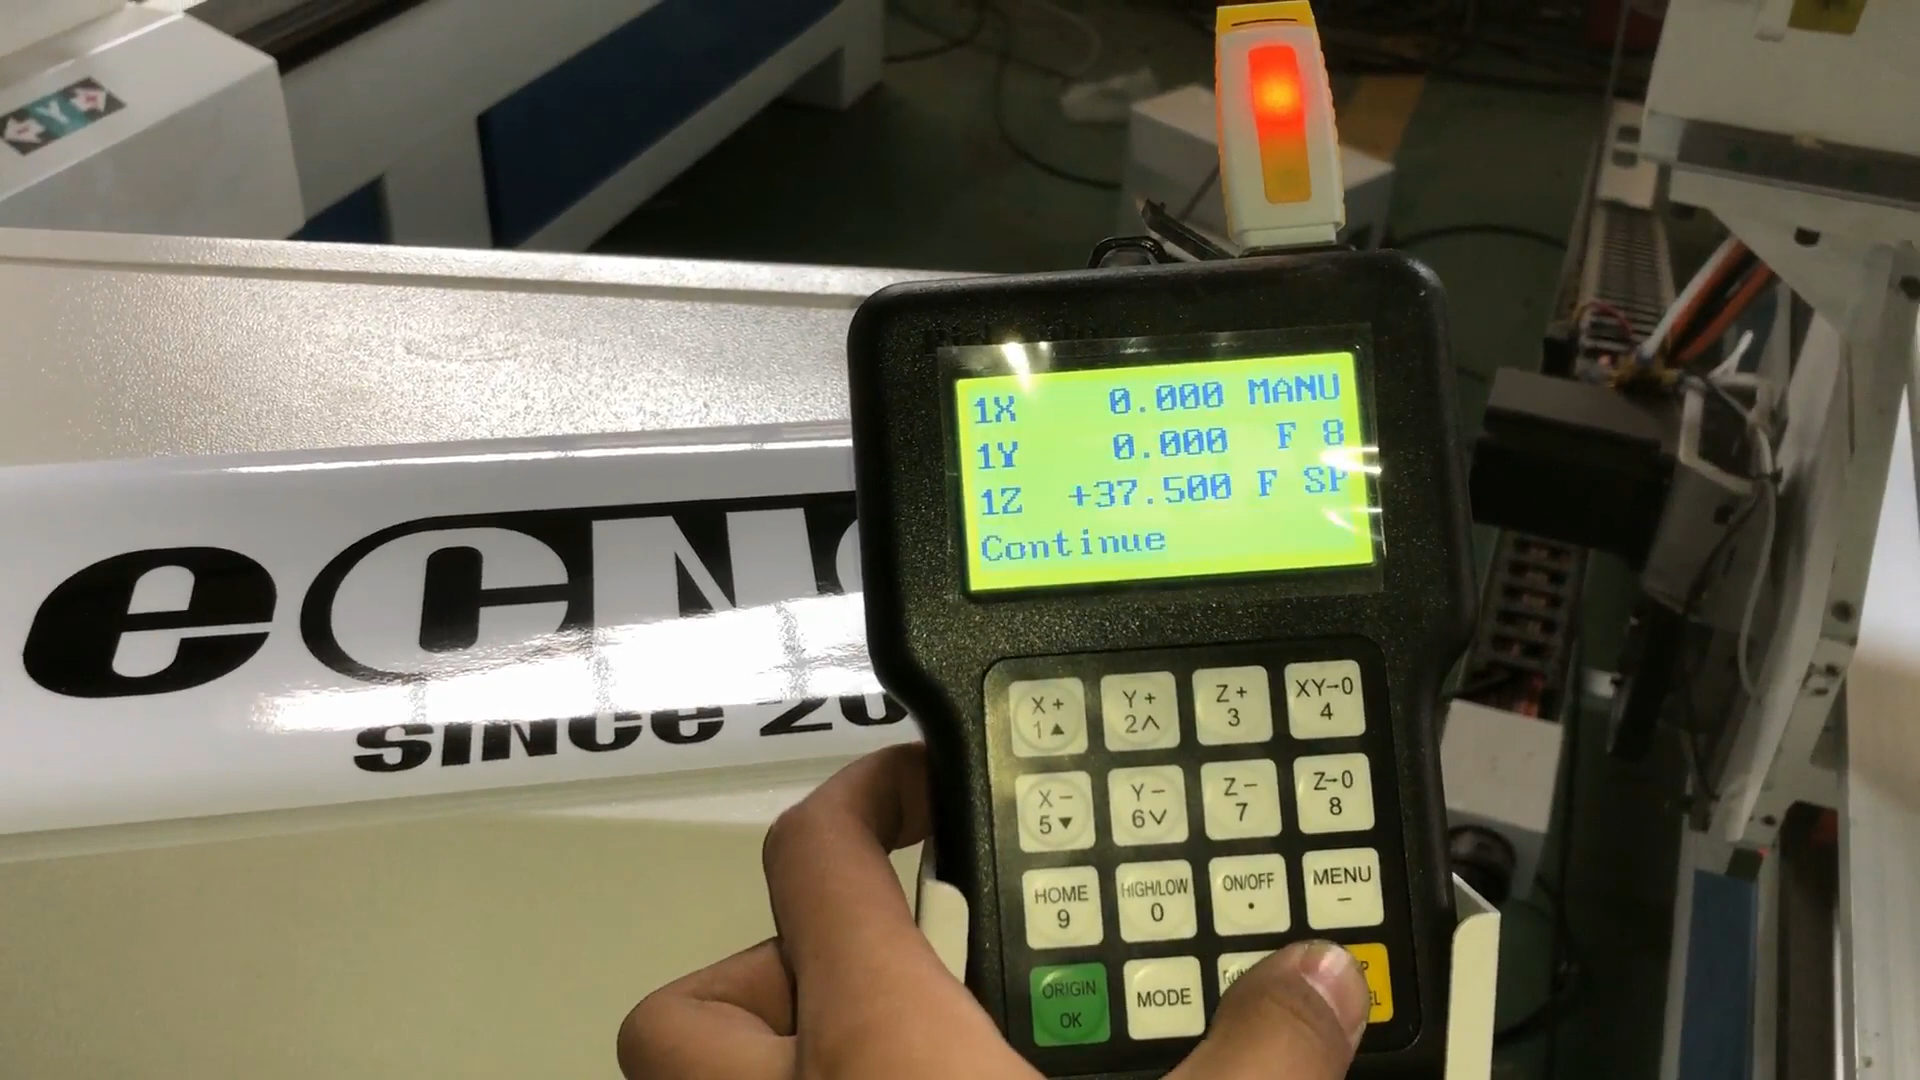 Y
1X 0.000 MANU
1Y 0.000 F 8
1Z +37.500 F SP
Continue
ecN
SINCE 20
X+ 1▲
Y+ 2∧
Z+ 3
XY→0 4
X- 5▼
Y- 6∨
Z- 7
Z→0 8
HOME 9
HIGH/LOW 0
ON/OFF .
MENU –
ORIGIN OK
MODE